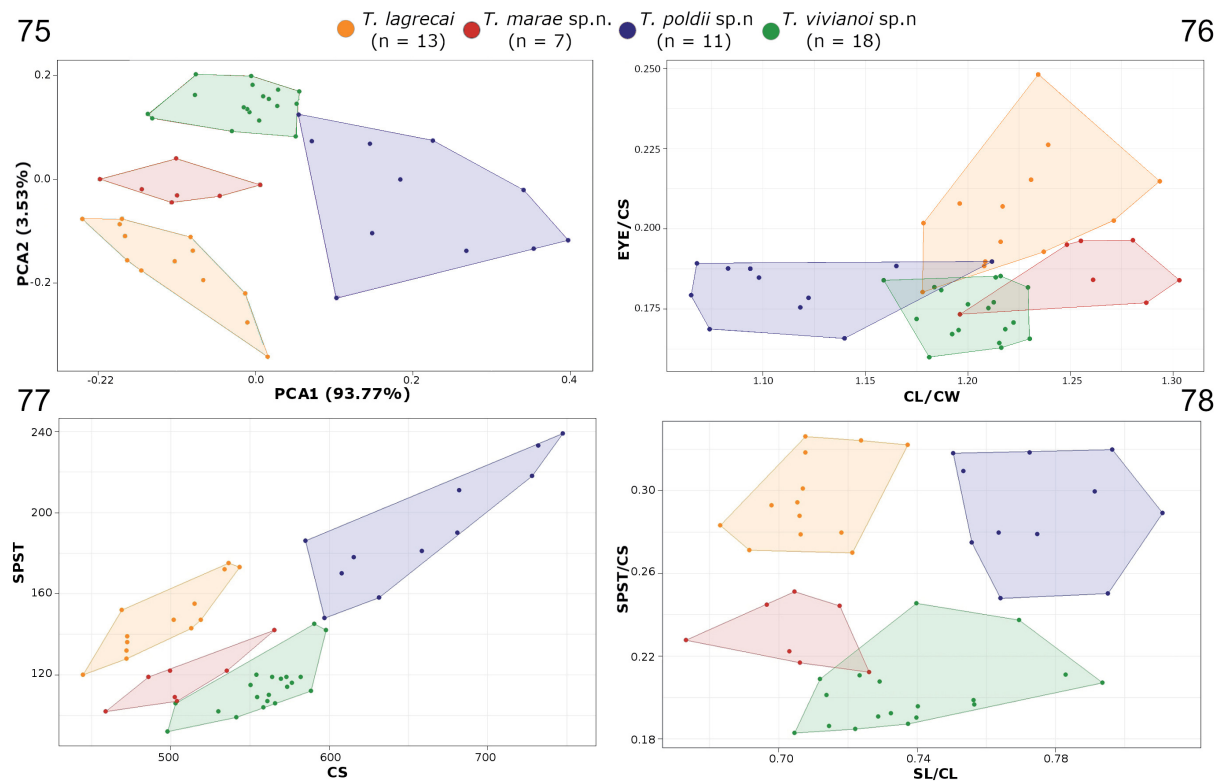 75
T. lagrecai
(n = 13)
T. marae sp.n.
(n = 7)
T. poldii sp.n
(n = 11)
T. vivianoi sp.n
(n = 18)
76
0.2
0.0
-0.2
PCA2 (3.53%)
-0.22
0.0
0.2
0.4
PCA1 (93.77%)
0.250
0.225
0.200
0.175
EYE/CS
1.10
1.15
1.20
1.25
1.30
CL/CW
77
240
200
160
120
SPST
500
600
700
CS
78
0.30
0.26
0.22
0.18
SPST/CS
0.70
0.74
0.78
SL/CL